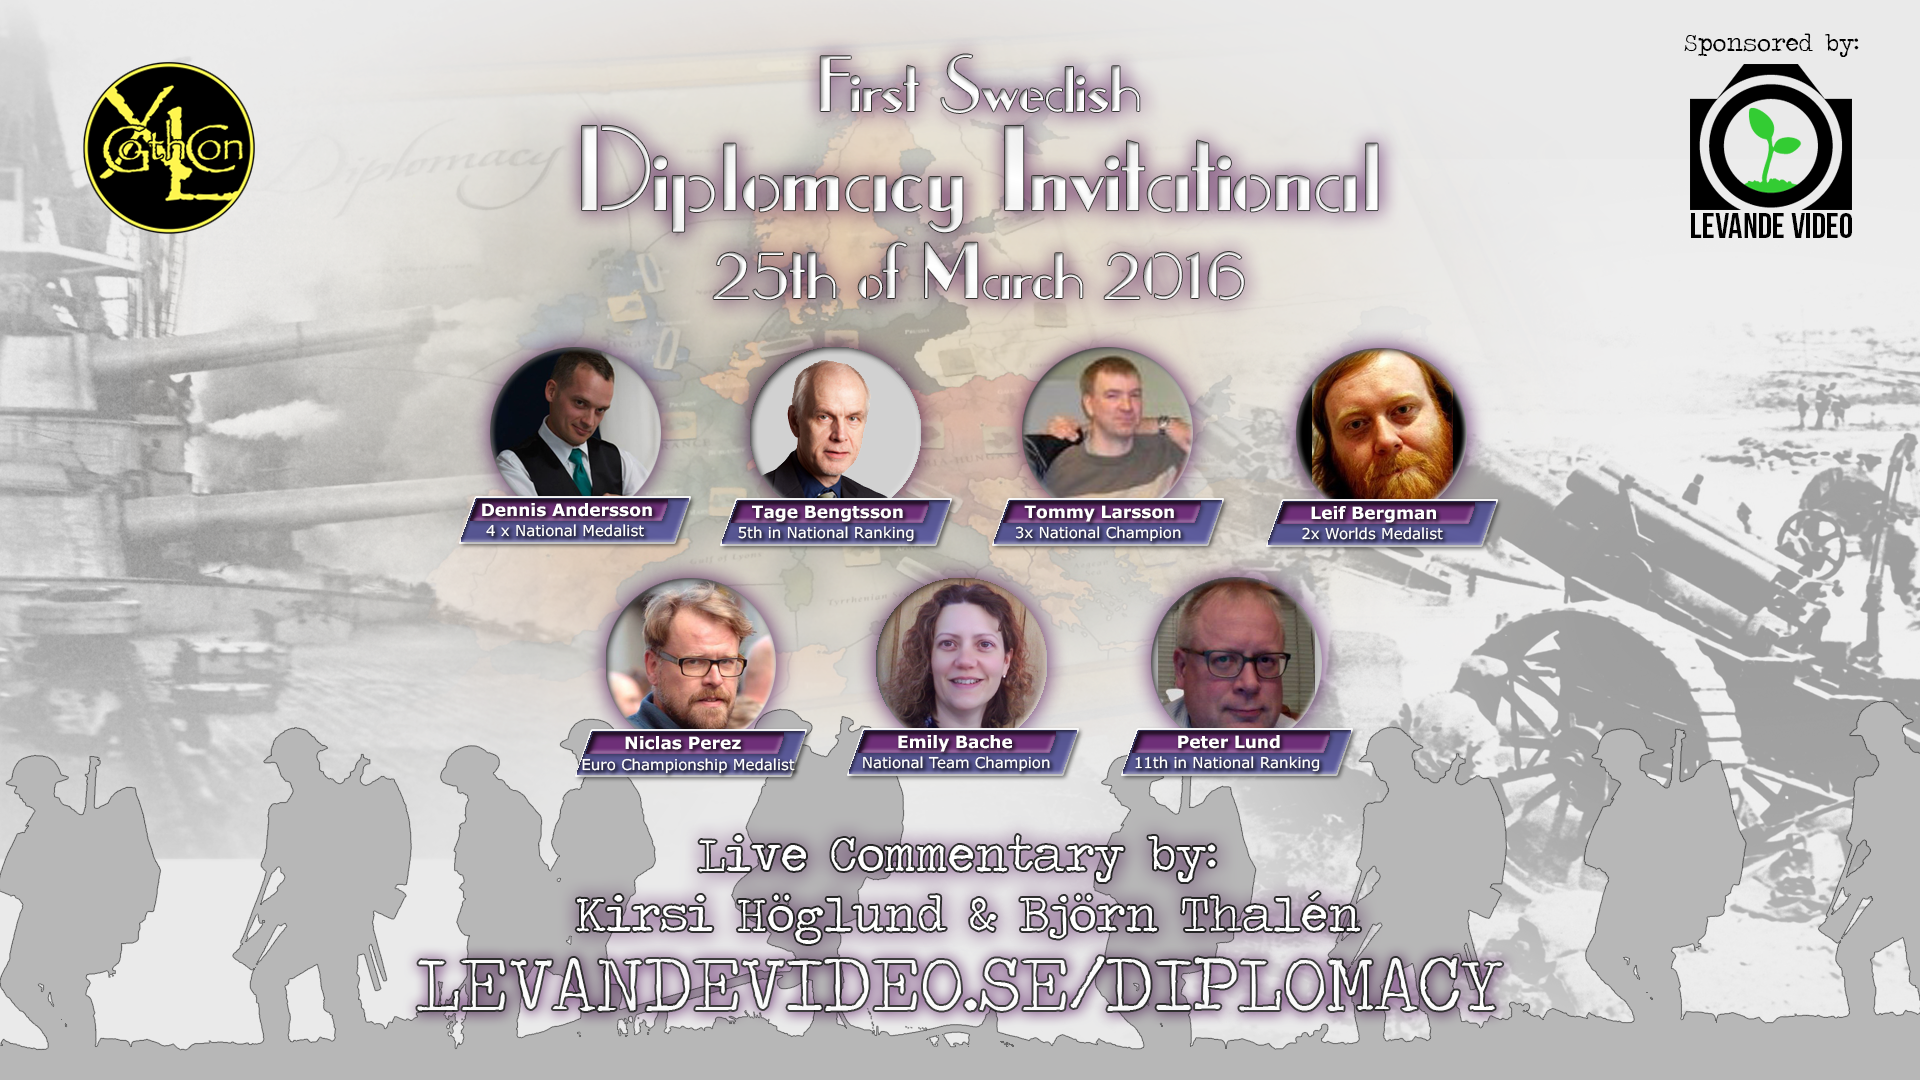 Sponsored by:
GothCon
XL
LEVANDE VIDEO
Diplomacy
First Swedish
Diplomacy Invitational
25th of March 2016
Dennis Andersson
4 x National Medalist
Tage Bengtsson
5th in National Ranking
Tommy Larsson
3x National Champion
Leif Bergman
2x Worlds Medalist
Niclas Perez
Euro Championship Medalist
Emily Bache
National Team Champion
Peter Lund
11th in National Ranking
Live Commentary by:
Kirsi Höglund & Björn Thalén
LEVANDEVIDEO.SE/DIPLOMACY